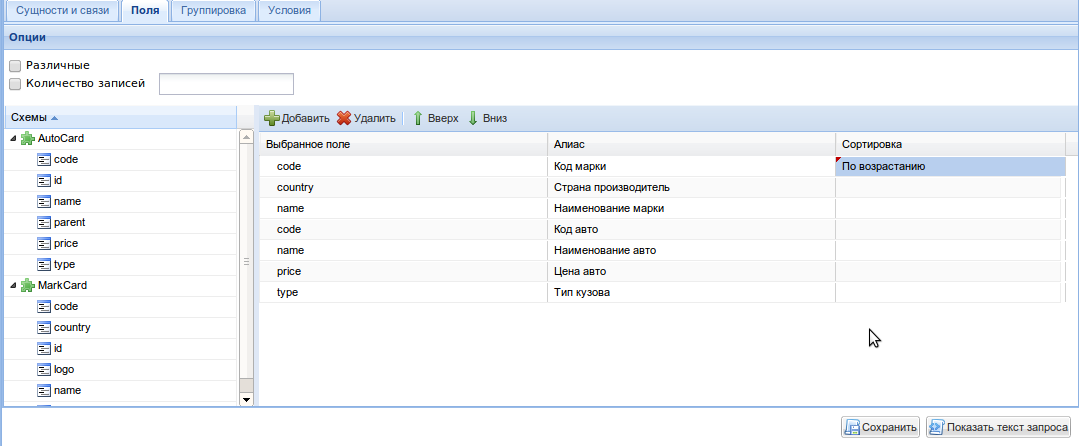 Сущности и связи Поля Группировка Условия
Опции
Различные
Количество записей
Схемы
AutoCard
code
id
name
parent
price
type
MarkCard
code
country
id
logo
name
Добавить Удалить Вверх Вниз
Выбранное поле Алиас Сортировка
code Код марки По возрастанию
country Страна производитель
name Наименование марки
code Код авто
name Наименование авто
price Цена авто
type Тип кузова
Сохранить Показать текст запроса